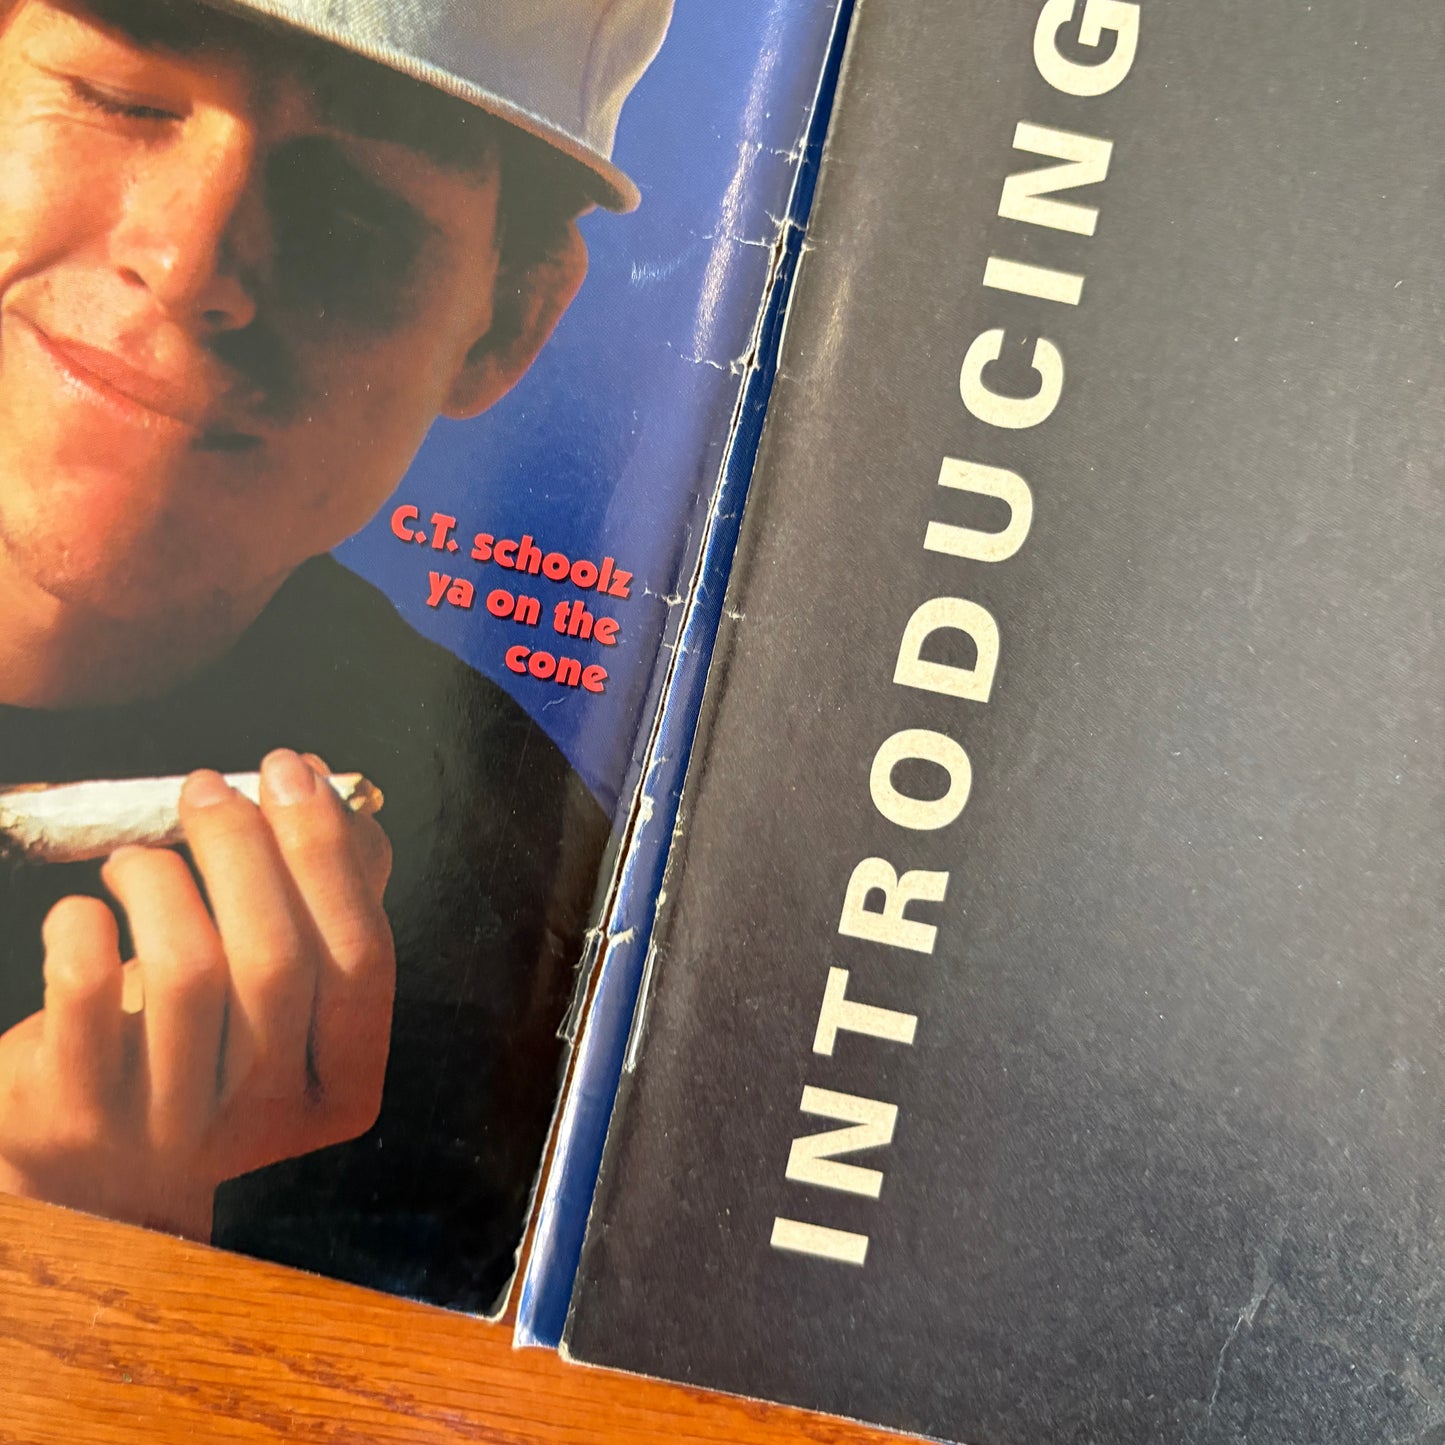 C.T. schoolz
ya on the
cone
INTRODUCING